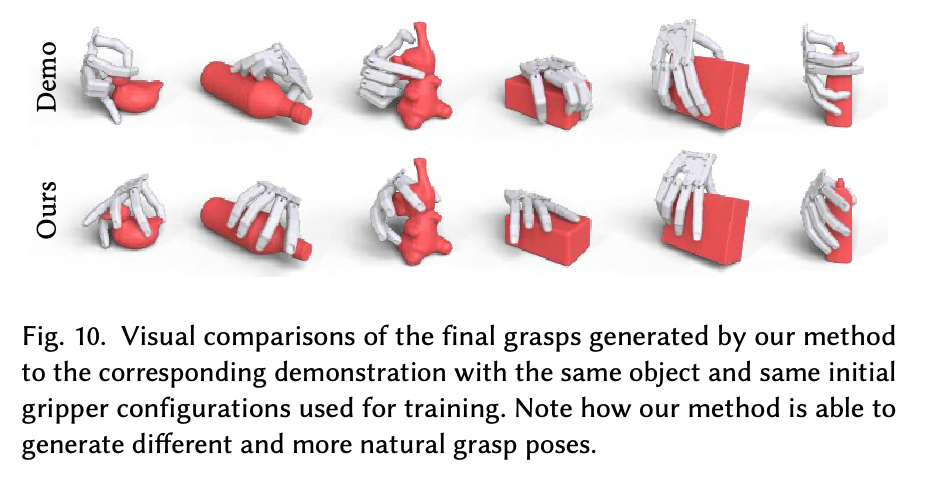 Demo
Ours
Fig. 10. Visual comparisons of the final grasps generated by our method
to the corresponding demonstration with the same object and same initial
gripper configurations used for training. Note how our method is able to
generate different and more natural grasp poses.